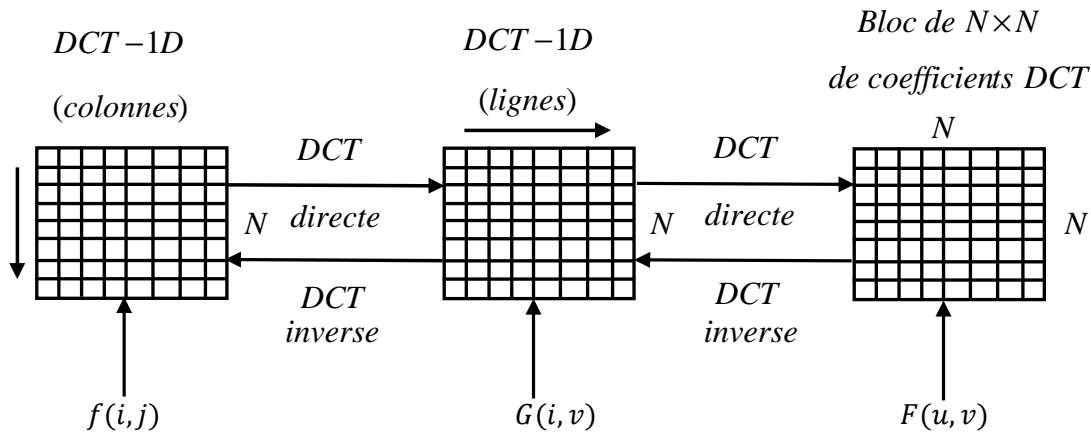 DCT – 1D
(colonnes)
DCT – 1D
(lignes)
Bloc de N × N
de coefficients DCT
N
DCT
directe
N
DCT
inverse
DCT
directe
N
DCT
inverse
N
f(i, j)
G(i, v)
F(u, v)